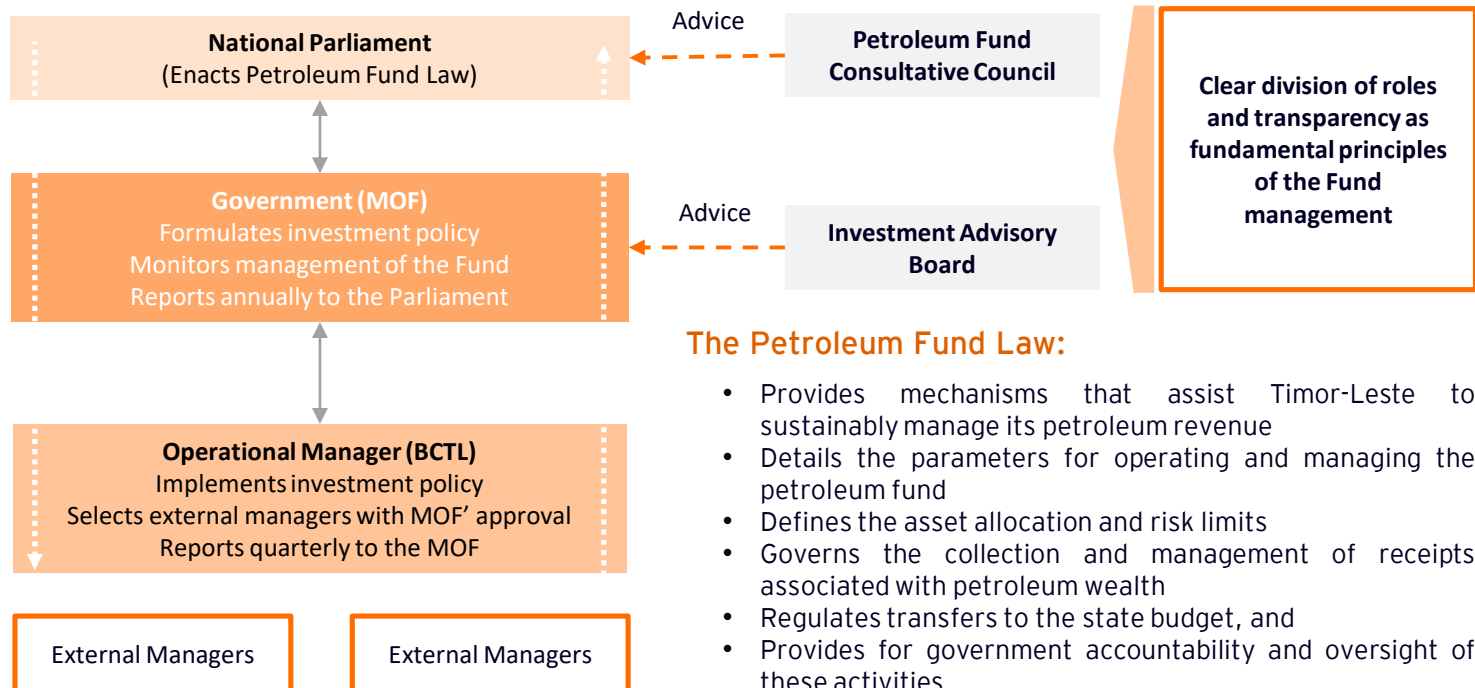 National Parliament
(Enacts Petroleum Fund Law)
Advice
Petroleum Fund
Consultative Council
Clear division of roles
and transparency as
fundamental principles
of the Fund
management
Government (MOF)
Formulates investment policy
Monitors management of the Fund
Reports annually to the Parliament
Advice
Investment Advisory
Board
Operational Manager (BCTL)
Implements investment policy
Selects external managers with MOF’ approval
Reports quarterly to the MOF
External Managers
External Managers
The Petroleum Fund Law:
• Provides mechanisms that assist Timor-Leste to
sustainably manage its petroleum revenue
• Details the parameters for operating and managing the
petroleum fund
• Defines the asset allocation and risk limits
• Governs the collection and management of receipts
associated with petroleum wealth
• Regulates transfers to the state budget, and
• Provides for government accountability and oversight of
these activities